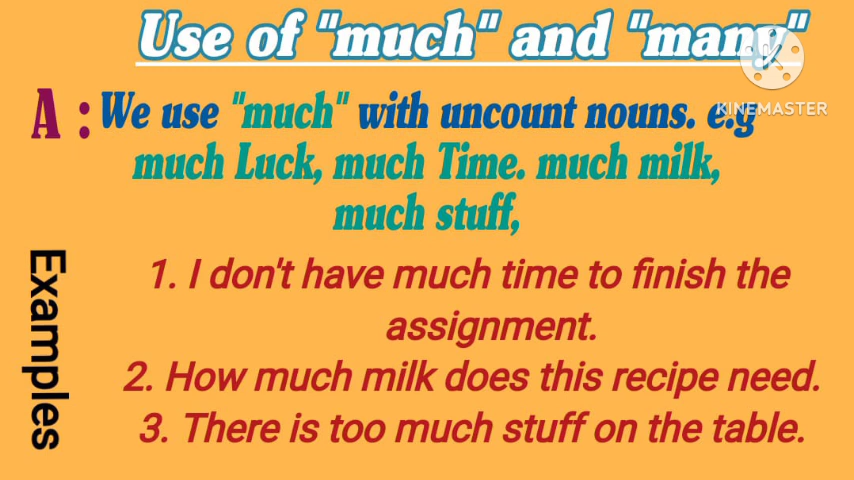 Use of "much" and "many"
KINEMASTER
A : We use "much" with uncount nouns. e.g
much Luck, much Time. much milk,
much stuff,
Examples
1. I don't have much time to finish the
assignment.
2. How much milk does this recipe need.
3. There is too much stuff on the table.